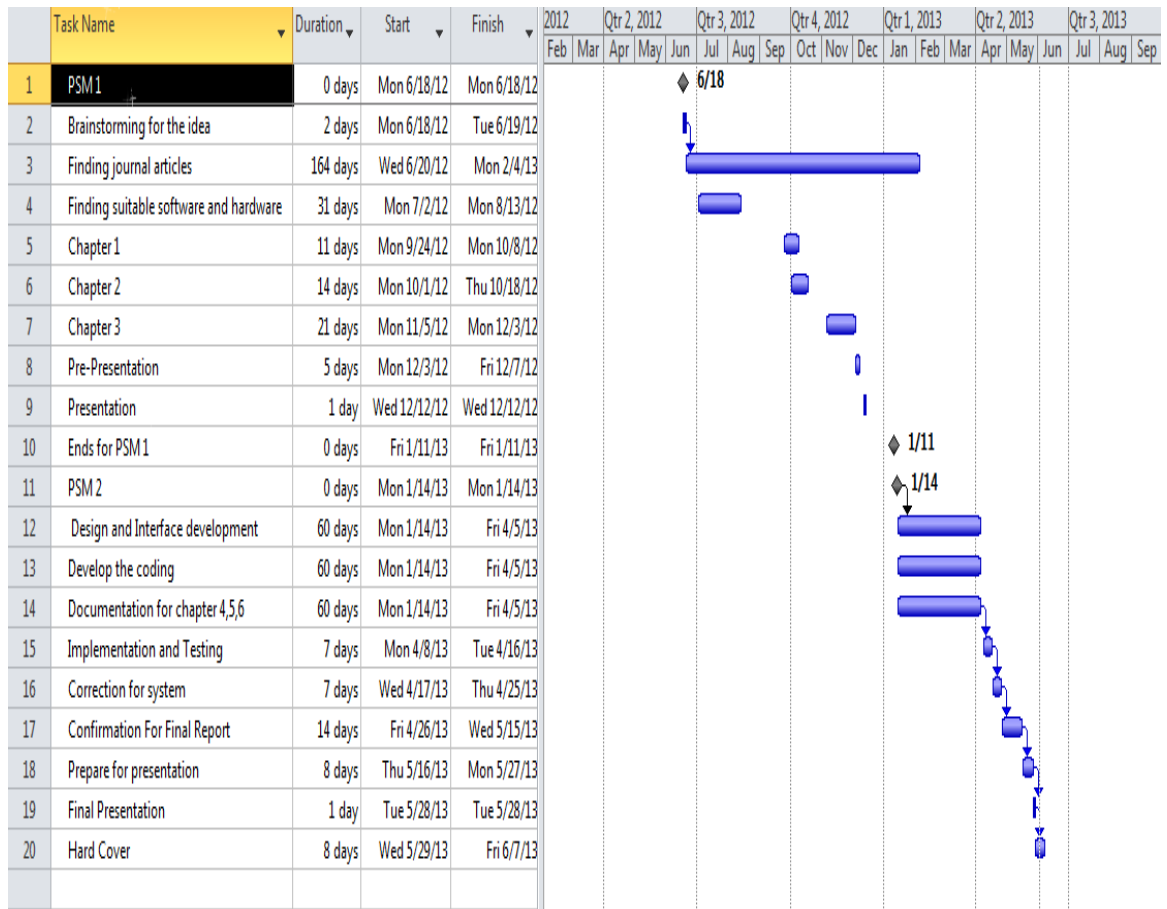 Task Name Duration Start Finish 2012 Qtr 2, 2012 Qtr 3, 2012 Qtr 4, 2012 Qtr 1, 2013 Qtr 2, 2013 Qtr 3, 2013
Feb Mar Apr May Jun Jul Aug Sep Oct Nov Dec Jan Feb Mar Apr May Jun Jul Aug Sep
1 PSM 1 0 days Mon 6/18/12 Mon 6/18/12 6/18
2 Brainstorming for the idea 2 days Mon 6/18/12 Tue 6/19/12
3 Finding journal articles 164 days Wed 6/20/12 Mon 2/4/13
4 Finding suitable software and hardware 31 days Mon 7/2/12 Mon 8/13/12
5 Chapter 1 11 days Mon 9/24/12 Mon 10/8/12
6 Chapter 2 14 days Mon 10/1/12 Thu 10/18/12
7 Chapter 3 21 days Mon 11/5/12 Mon 12/3/12
8 Pre-Presentation 5 days Mon 12/3/12 Fri 12/7/12
9 Presentation 1 day Wed 12/12/12 Wed 12/12/12
10 Ends for PSM 1 0 days Fri 1/11/13 Fri 1/11/13 1/11
11 PSM 2 0 days Mon 1/14/13 Mon 1/14/13 1/14
12 Design and Interface development 60 days Mon 1/14/13 Fri 4/5/13
13 Develop the coding 60 days Mon 1/14/13 Fri 4/5/13
14 Documentation for chapter 4,5,6 60 days Mon 1/14/13 Fri 4/5/13
15 Implementation and Testing 7 days Mon 4/8/13 Tue 4/16/13
16 Correction for system 7 days Wed 4/17/13 Thu 4/25/13
17 Confirmation For Final Report 14 days Fri 4/26/13 Wed 5/15/13
18 Prepare for presentation 8 days Thu 5/16/13 Mon 5/27/13
19 Final Presentation 1 day Tue 5/28/13 Tue 5/28/13
20 Hard Cover 8 days Wed 5/29/13 Fri 6/7/13